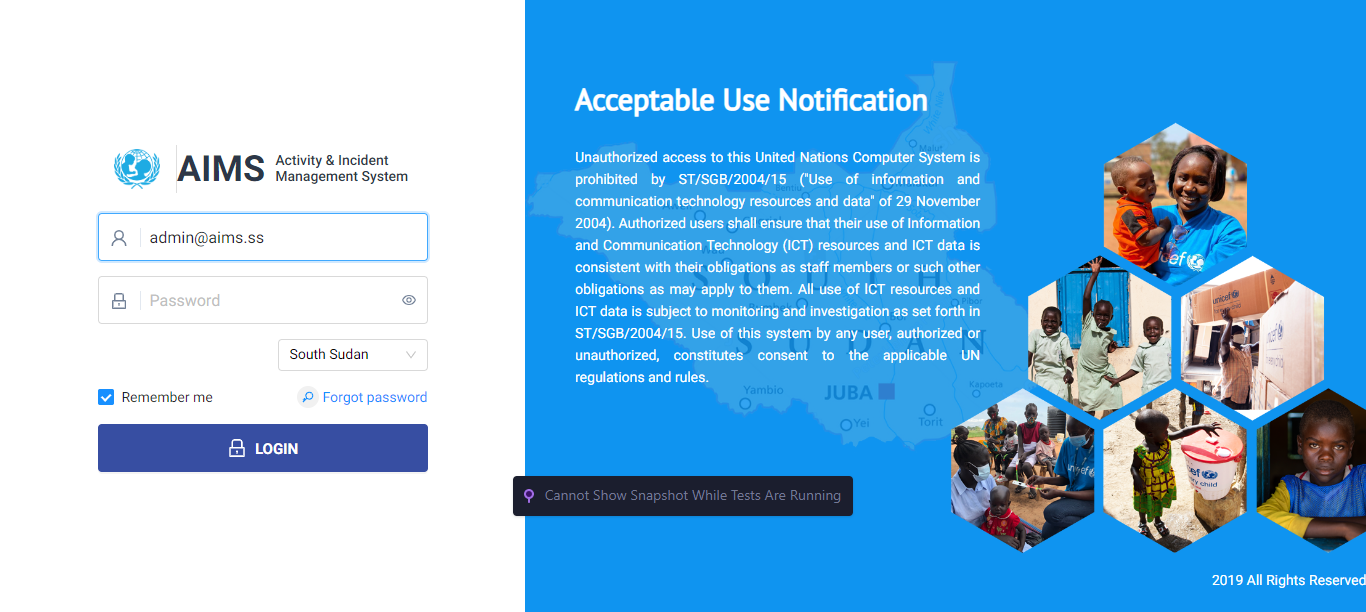 AIMS
Activity & Incident
Management System
admin@aims.ss
Password
South Sudan
Remember me
Forgot password
LOGIN
Acceptable Use Notification
Unauthorized access to this United Nations Computer System is
prohibited by ST/SGB/2004/15 ("Use of information and
communication technology resources and data" of 29 November
2004). Authorized users shall ensure that their use of Information
and Communication Technology (ICT) resources and ICT data is
consistent with their obligations as staff members or such other
obligations as may apply to them. All use of ICT resources and
ICT data is subject to monitoring and investigation as set forth in
ST/SGB/2004/15. Use of this system by any user, authorized or
unauthorized, constitutes consent to the applicable UN
regulations and rules.
Malut
SOUTH
SUDAN
Yambio
JUBA
Kapoeta
Yei
Torit
unicef
Cannot Show Snapshot While Tests Are Running
2019 All Rights Reserved